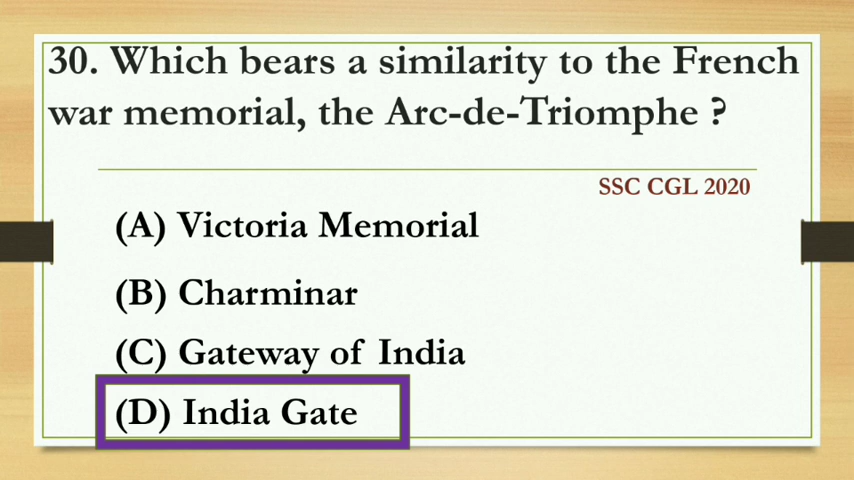 30. Which bears a similarity to the French
war memorial, the Arc-de-Triomphe ?
SSC CGL 2020
(A) Victoria Memorial
(B) Charminar
(C) Gateway of India
(D) India Gate